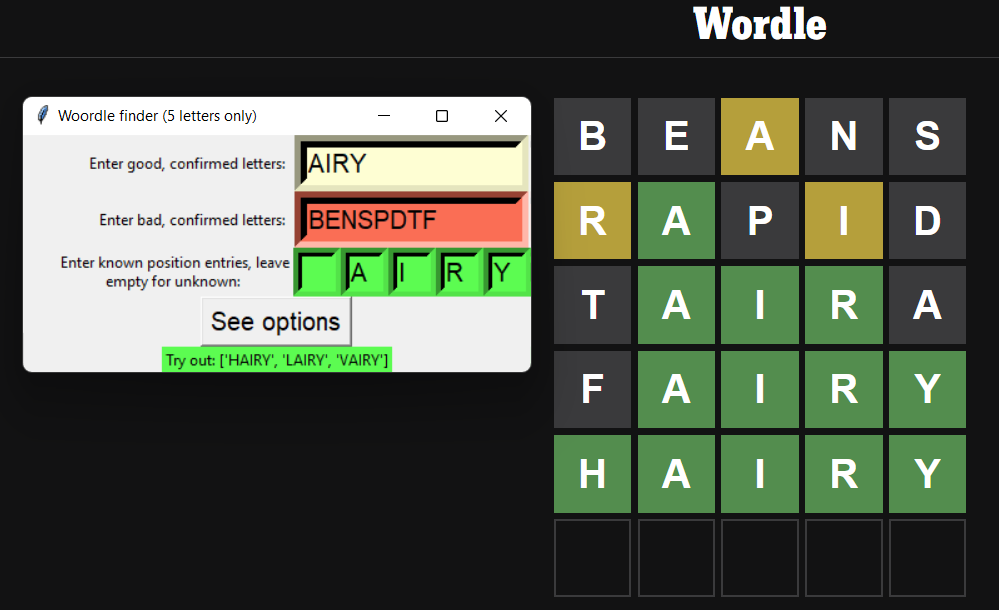 Wordle
Woordle finder (5 letters only)
Enter good, confirmed letters:
AIRY
Enter bad, confirmed letters:
BENSPDTF
Enter known position entries, leave
empty for unknown:
A I R Y
See options
Try out: ['HAIRY', 'LAIRY', 'VAIRY']
B E A N S
R A P I D
T A I R A
F A I R Y
H A I R Y